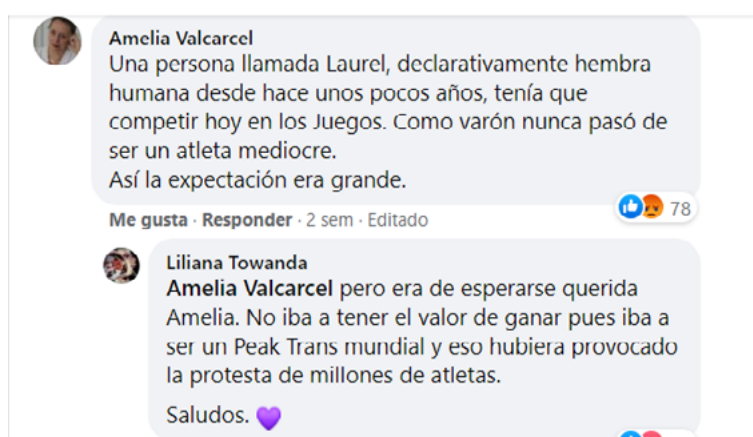 Amelia Valcarcel
Una persona llamada Laurel, declarativamente hembra
humana desde hace unos pocos años, tenía que
competir hoy en los Juegos. Como varón nunca pasó de
ser un atleta mediocre.
Así la expectación era grande.
78
Me gusta · Responder · 2 sem · Editado
Liliana Towanda
Amelia Valcarcel pero era de esperarse querida
Amelia. No iba a tener el valor de ganar pues iba a
ser un Peak Trans mundial y eso hubiera provocado
la protesta de millones de atletas.
Saludos. 💜